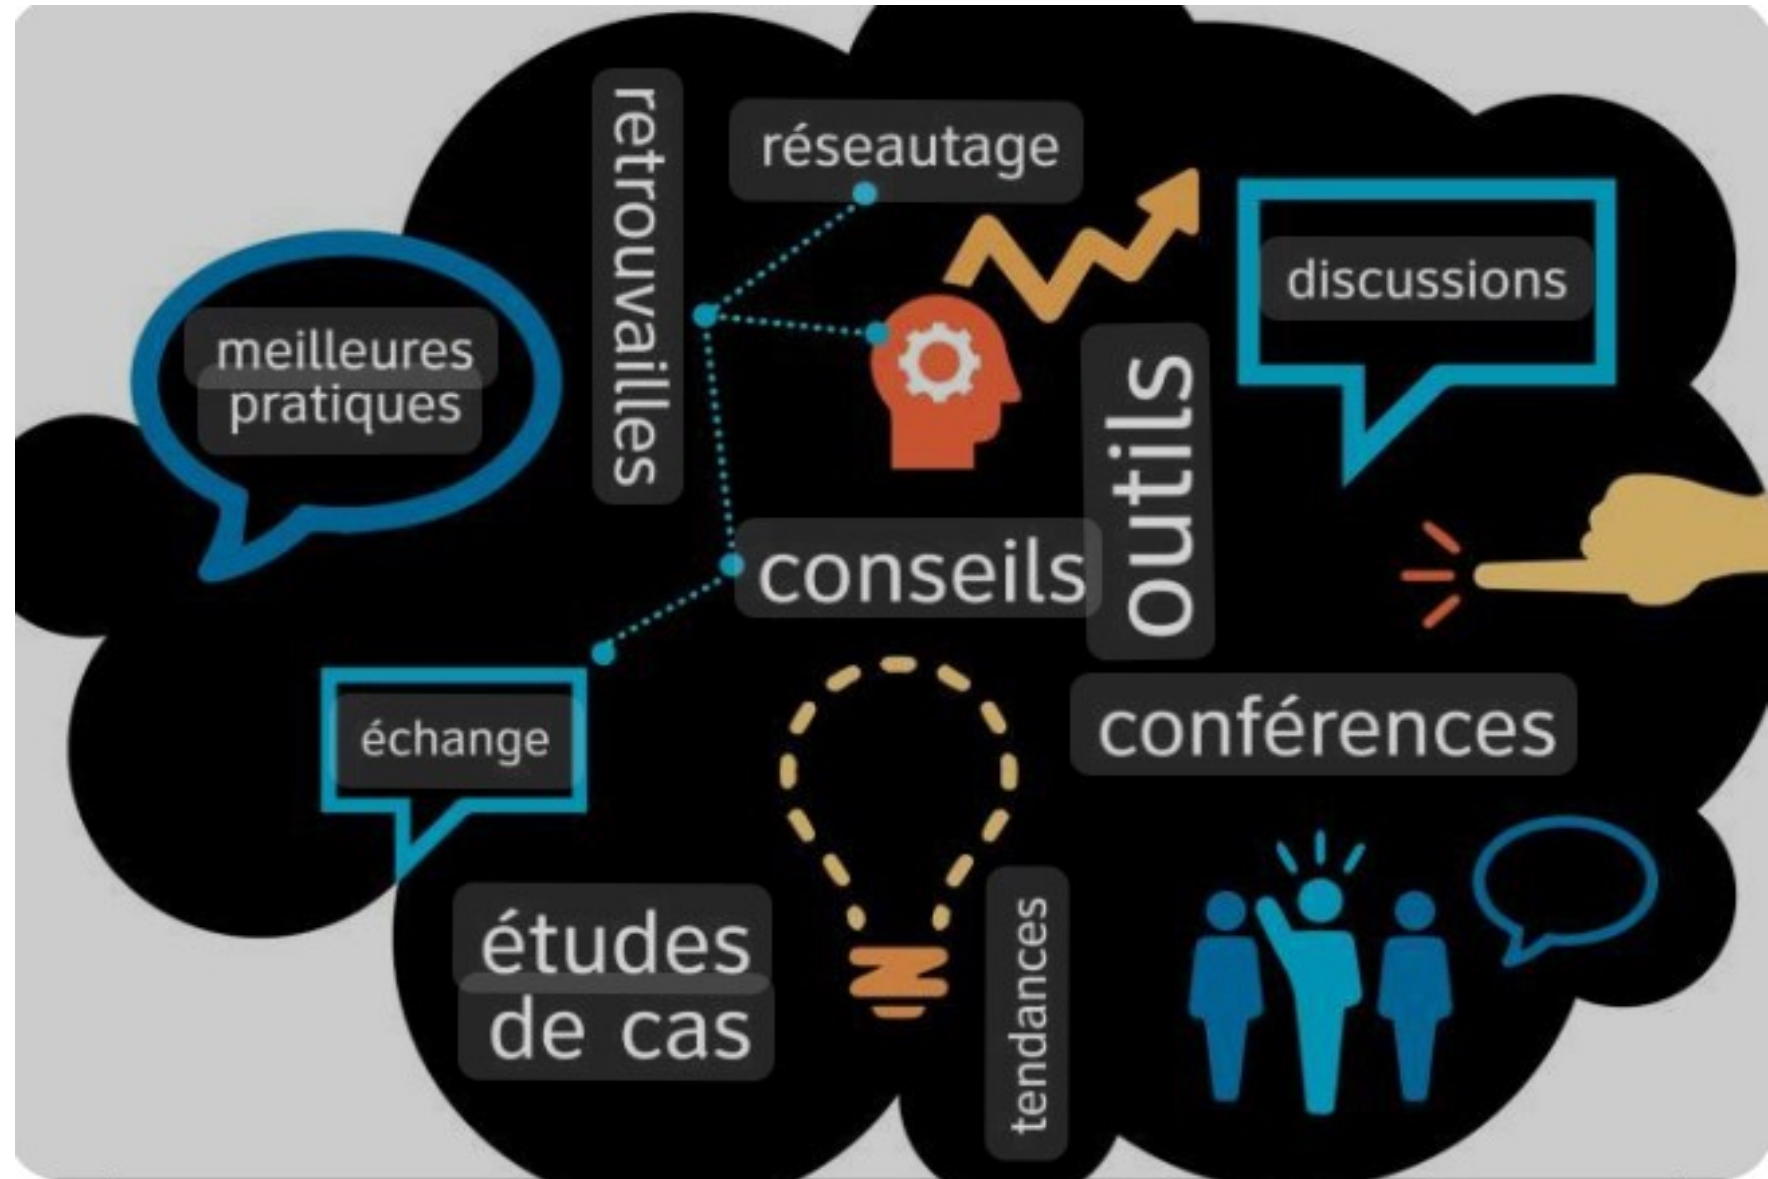 retrouvailles
réseautage
discussions
meilleures
pratiques
outils
conseils
échange
conférences
études
de cas
tendances